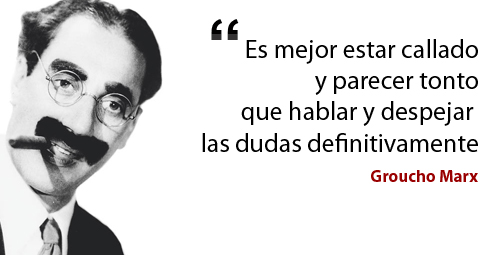 “
Es mejor estar callado
y parecer tonto
que hablar y despejar
las dudas definitivamente
Groucho Marx